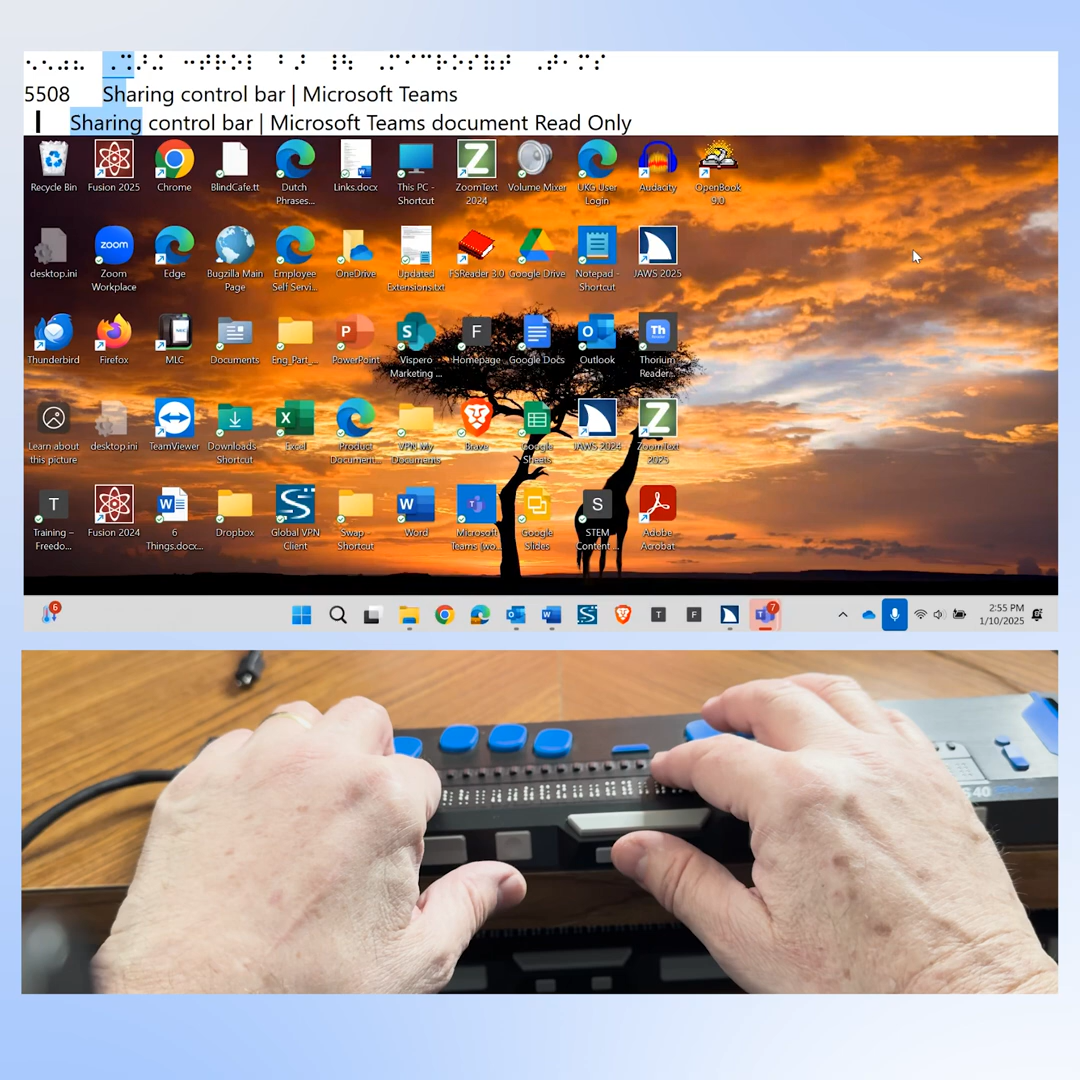 5508 Sharing control bar | Microsoft Teams
Sharing control bar | Microsoft Teams document Read Only
Recycle Bin
Fusion 2025
Chrome
BlindCafe.tt
Dutch
Phrases...
Links.docx
This PC -
Shortcut
ZoomText
2024
Volume Mixer
UKG User
Login
Audacity
OpenBook
9.0
desktop.ini
zoom
Zoom
Workplace
Edge
Bugzilla Main
Page
Employee
Self Servi...
OneDrive
Updated
Extensions.txt
FSReader 3.0
Google Drive
Notepad -
Shortcut
JAWS 2025
Thunderbird
Firefox
MLC
Documents
Eng_Part_...
PowerPoint
Vispero
Marketing ...
F
Homepage
Google Docs
Outlook
Th
Thorium
Reader...
Learn about
this picture
desktop.ini
TeamViewer
Downloads
Shortcut
Excel
Product
Document...
VPN My
Documents
Brave
Google
Sheets
JAWS 2024
ZoomText
2025
T
Training –
Freedo...
Fusion 2024
6
Things.docx...
Dropbox
Global VPN
Client
Swap -
Shortcut
Word
Microsoft
Teams (wo...
Google
Slides
S
STEM
Content...
Adobe
Acrobat
6
T
F
7
2:55 PM
1/10/2025
40